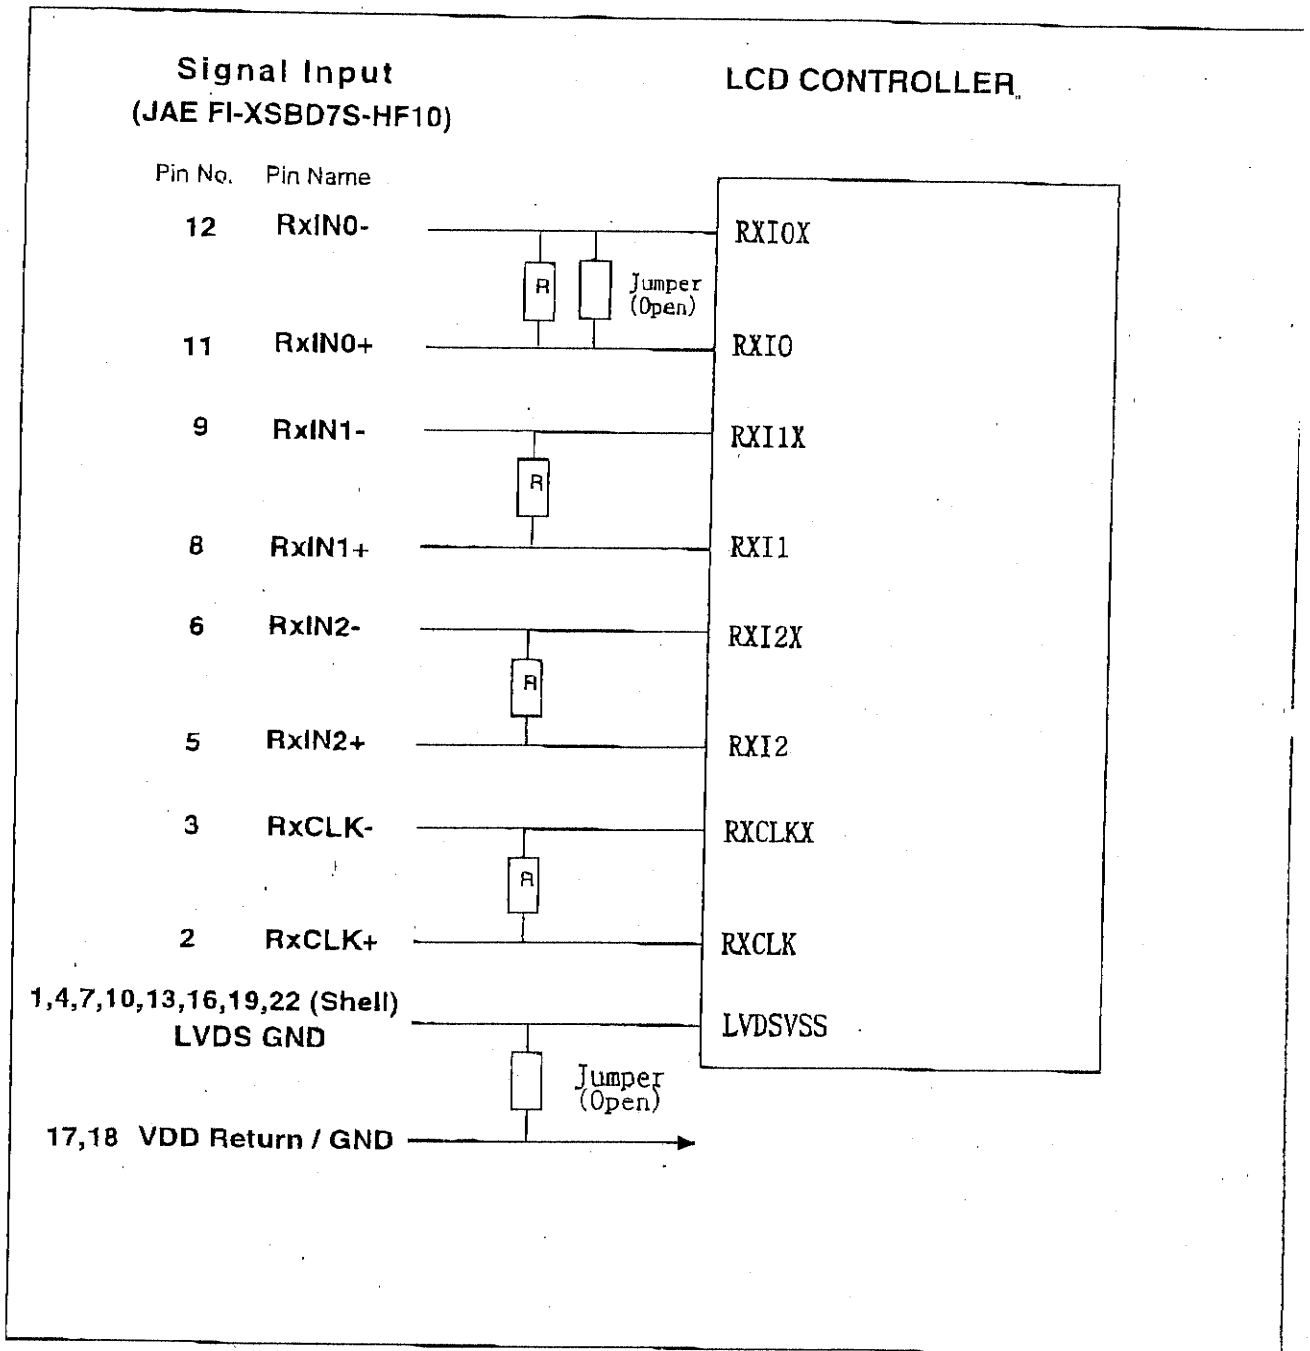 Signal Input
(JAE FI-XSBD7S-HF10)
LCD CONTROLLER
Pin No. Pin Name
12 RxIN0- RXI0X
R Jumper
(Open)
11 RxIN0+ RXI0
9 RxIN1- RXI1X
R
8 RxIN1+ RXI1
6 RxIN2- RXI2X
R
5 RxIN2+ RXI2
3 RxCLK- RXCLKX
R
2 RxCLK+ RXCLK
1,4,7,10,13,16,19,22 (Shell)
LVDS GND LVDSVSS
Jumper
(Open)
17,18 VDD Return / GND